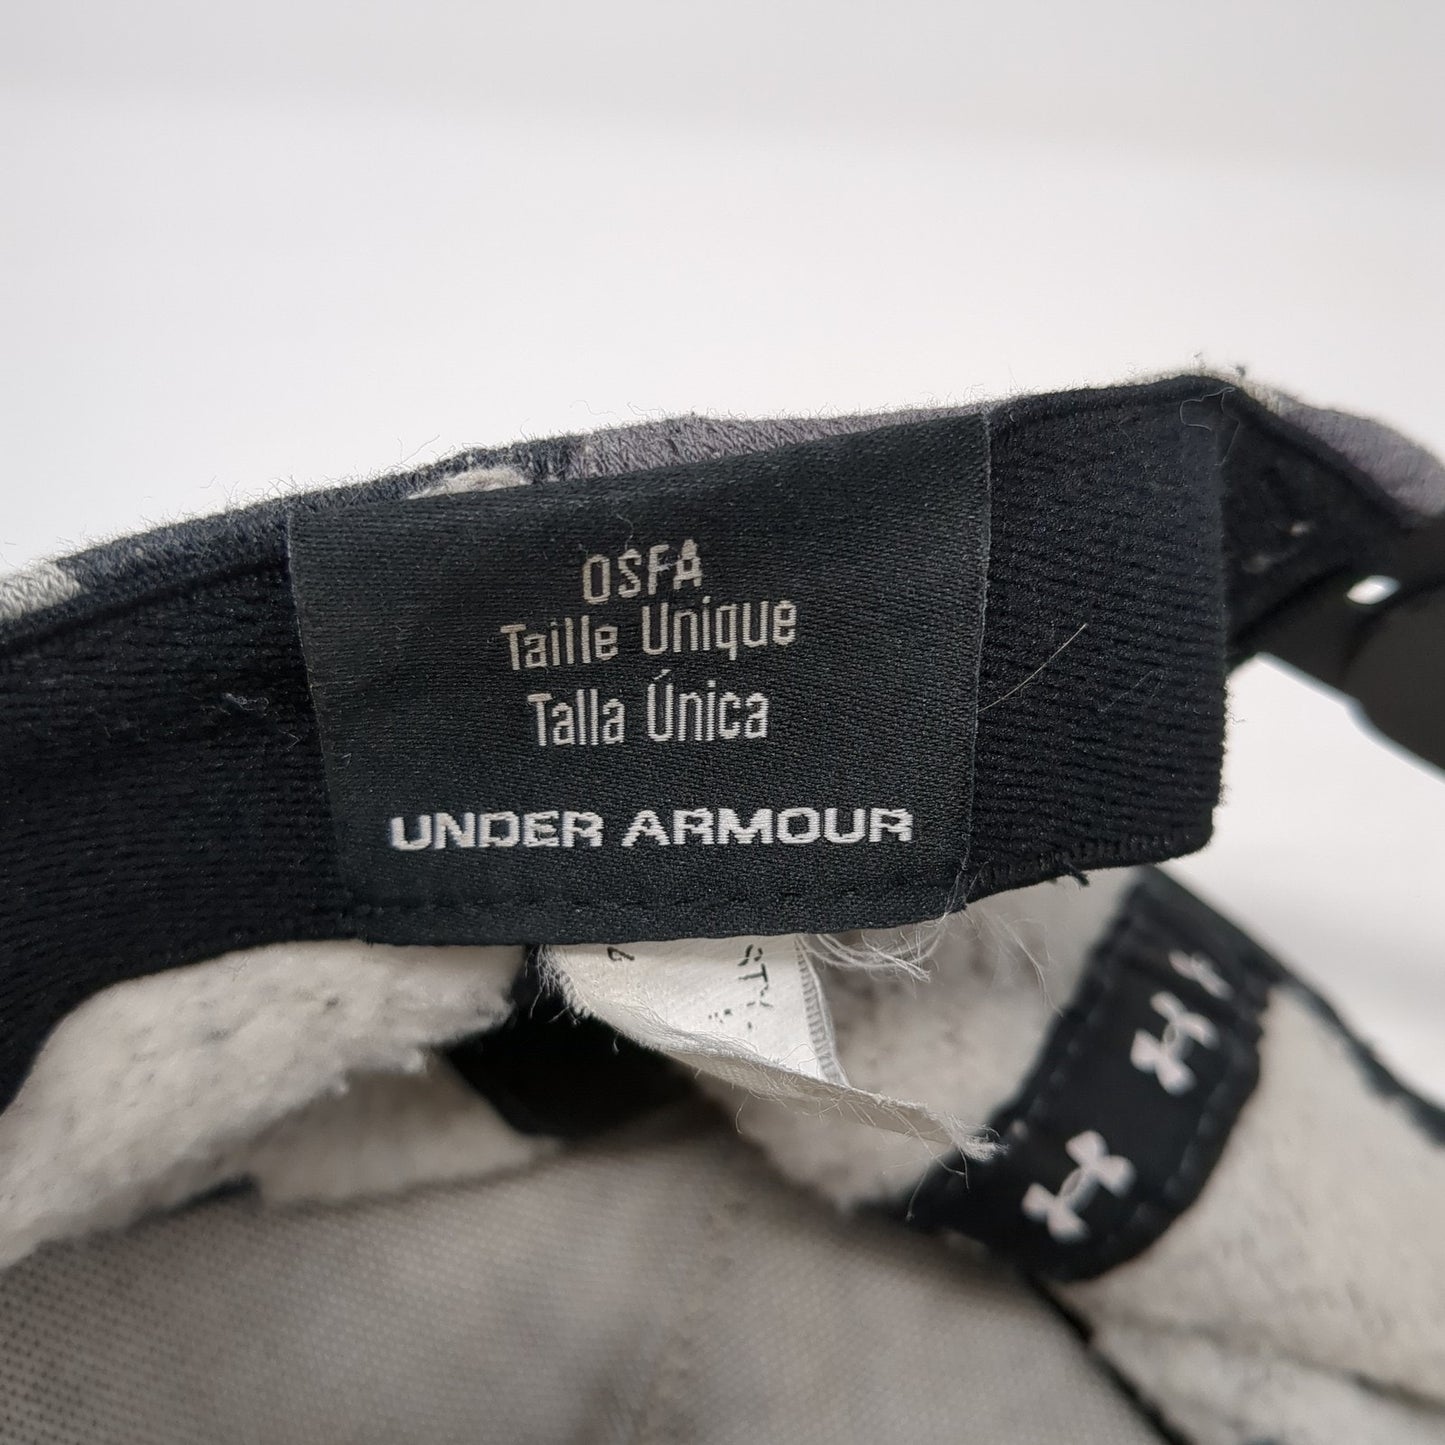 OSFA
Taille Unique
Talla Única
UNDER ARMOUR